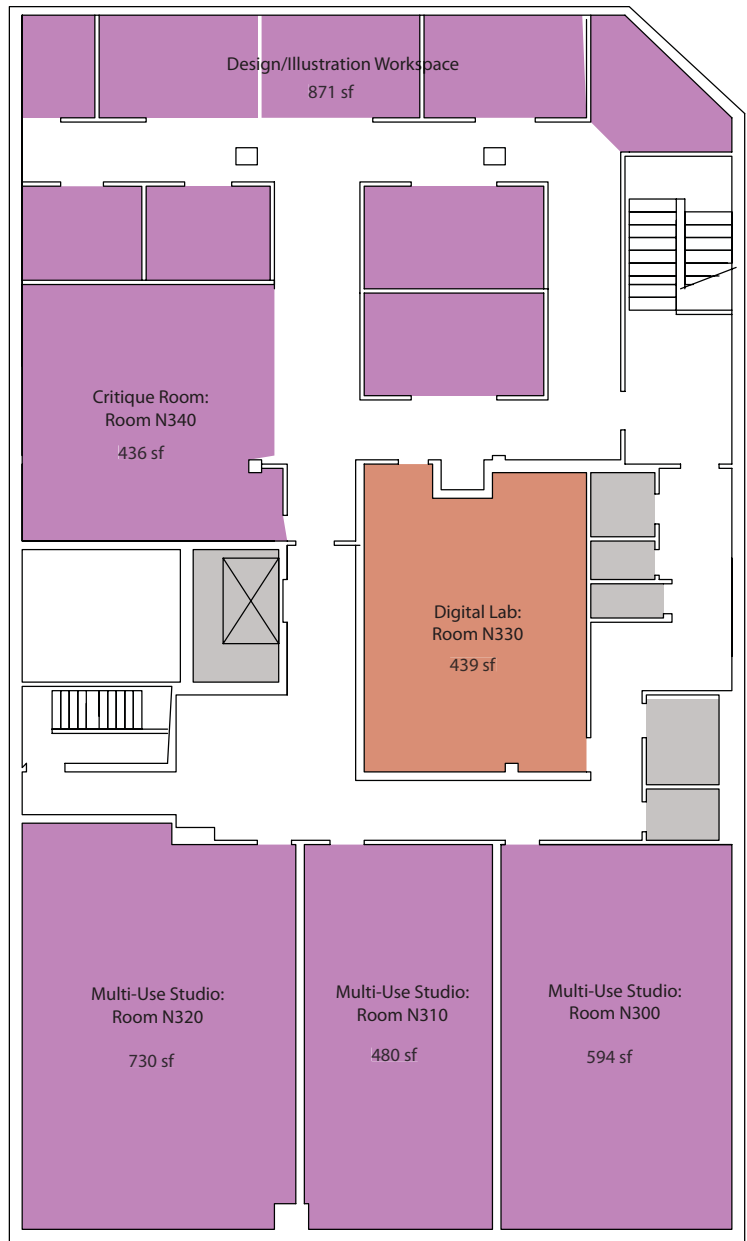 Design/Illustration Workspace
871 sf
Critique Room:
Room N340
436 sf
Digital Lab:
Room N330
439 sf
Multi-Use Studio:
Room N320
730 sf
Multi-Use Studio:
Room N310
480 sf
Multi-Use Studio:
Room N300
594 sf